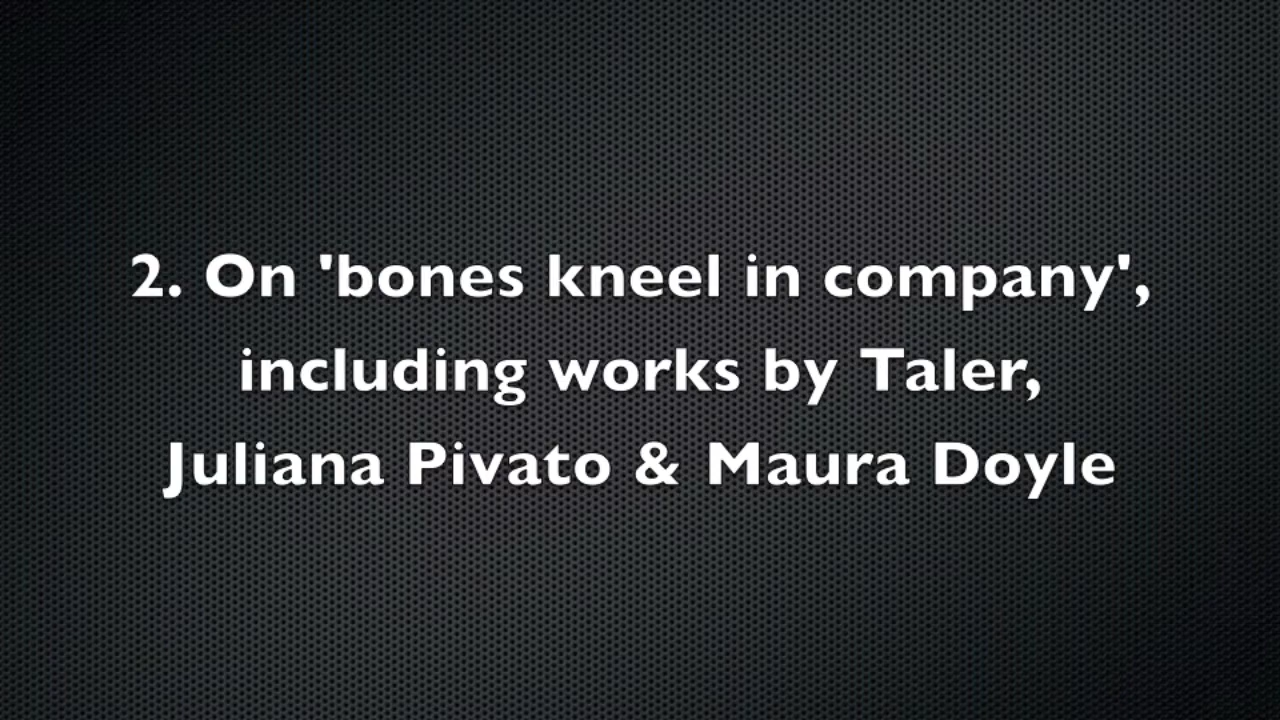 2. On 'bones kneel in company',
including works by Taler,
Juliana Pivato & Maura Doyle